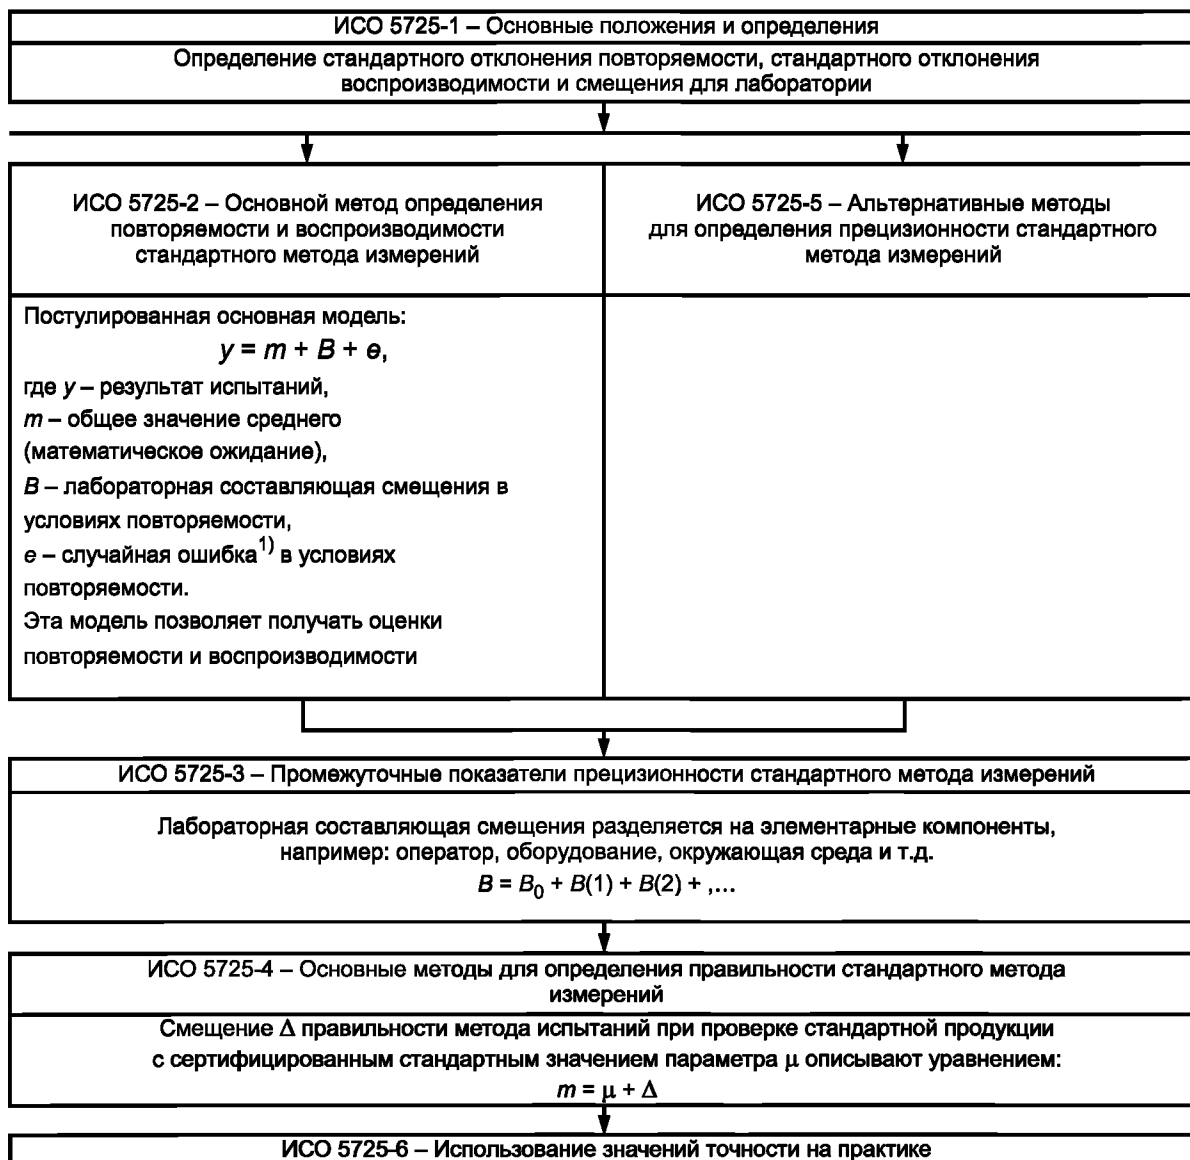 ИСО 5725-1 – Основные положения и определения
Определение стандартного отклонения повторяемости, стандартного отклонения
воспроизводимости и смещения для лаборатории
ИСО 5725-2 – Основной метод определения
повторяемости и воспроизводимости
стандартного метода измерений
ИСО 5725-5 – Альтернативные методы
для определения прецизионности стандартного
метода измерений
Постулированная основная модель:
y = m + B + e,
где y – результат испытаний,
m – общее значение среднего
(математическое ожидание),
B – лабораторная составляющая смещения в
условиях повторяемости,
e – случайная ошибка¹⁾ в условиях
повторяемости.
Эта модель позволяет получать оценки
повторяемости и воспроизводимости
ИСО 5725-3 – Промежуточные показатели прецизионности стандартного метода измерений
Лабораторная составляющая смещения разделяется на элементарные компоненты,
например: оператор, оборудование, окружающая среда и т.д.
B = B₀ + B(1) + B(2) + ,...
ИСО 5725-4 – Основные методы для определения правильности стандартного метода
измерений
Смещение Δ правильности метода испытаний при проверке стандартной продукции
с сертифицированным стандартным значением параметра μ описывают уравнением:
m = μ + Δ
ИСО 5725-6 – Использование значений точности на практике